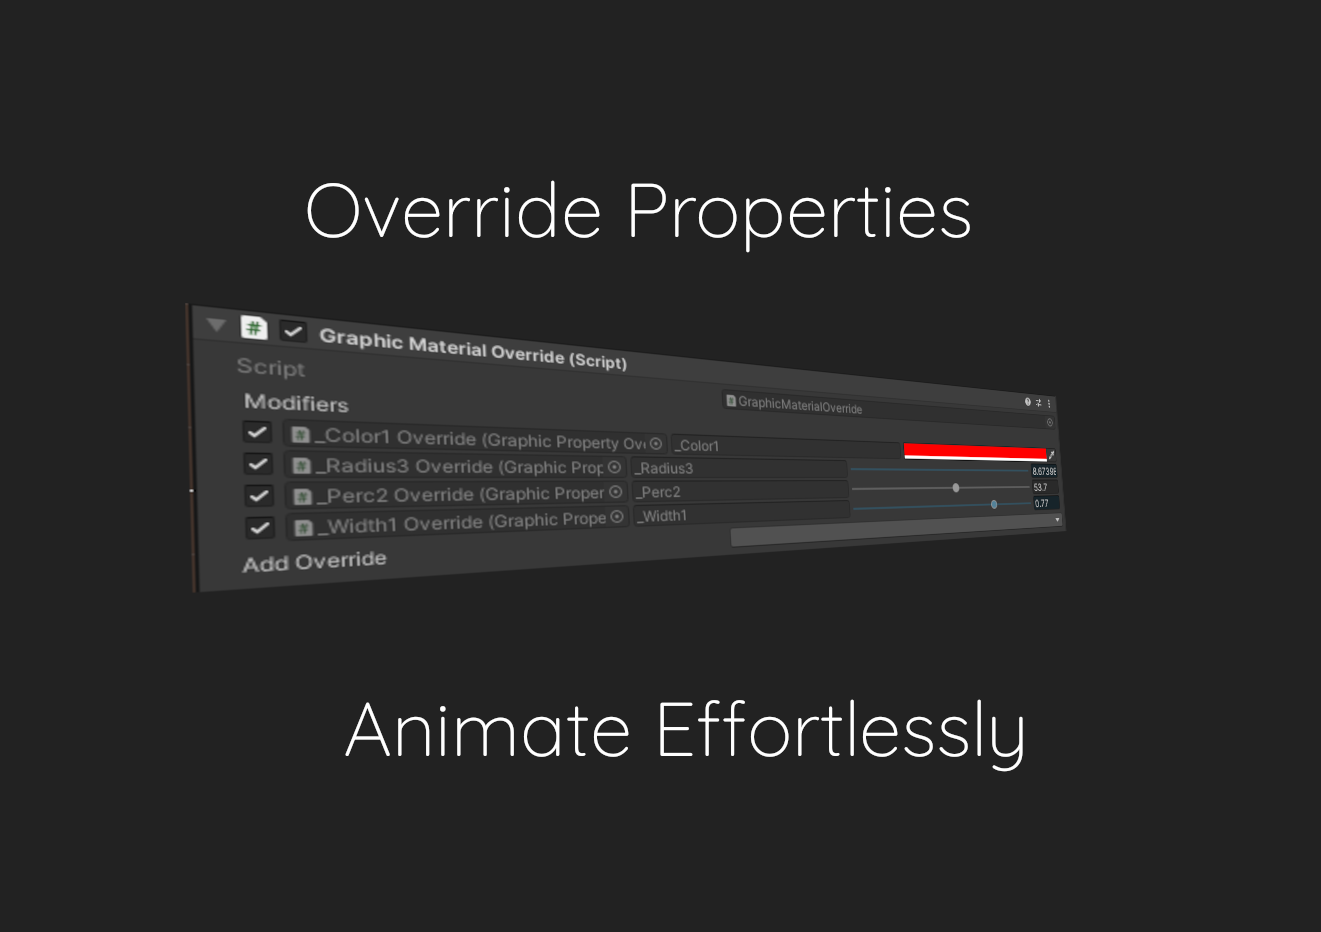 Override Properties
Graphic Material Override (Script)
Script
GraphicMaterialOverride
Modifiers
_Color1 Override (Graphic Property Ov
_Color1
_Radius3 Override (Graphic Prop
_Radius3
8.67398
_Perc2 Override (Graphic Proper
_Perc2
53.7
_Width1 Override (Graphic Prope
_Width1
0.77
Add Override
Animate Effortlessly